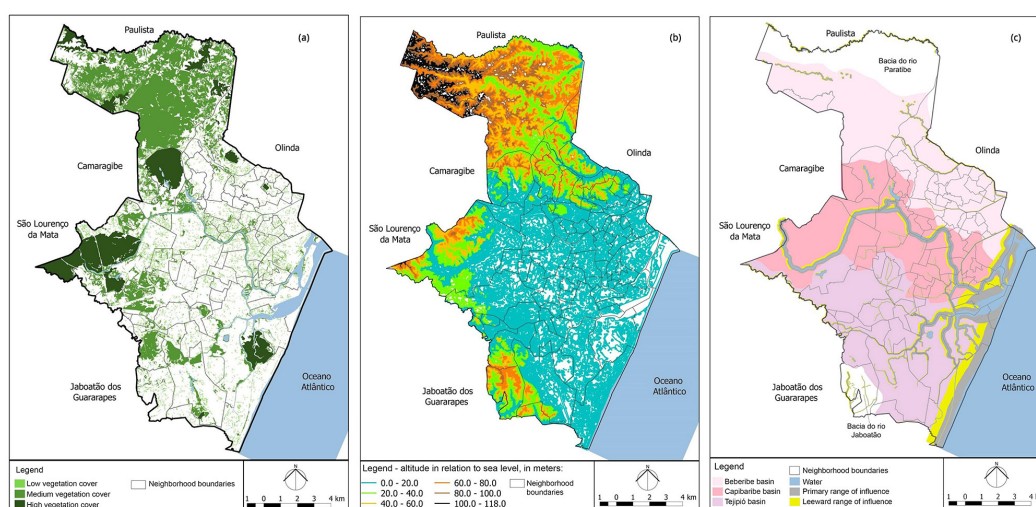 Paulista
(a)
Olinda
Camaragibe
São Lourenço
da Mata
Jaboatão dos
Guararapes
Oceano
Atlântico
Legend
Low vegetation cover
Medium vegetation cover
High vegetation cover
Neighborhood boundaries
N
1 0 1 2 3 4 km
Paulista
(b)
Olinda
Camaragibe
São Lourenço
da Mata
Jaboatão dos
Guararapes
Oceano
Atlântico
Legend - altitude in relation to sea level, in meters:
0.0 - 20.0
20.0 - 40.0
40.0 - 60.0
60.0 - 80.0
80.0 - 100.0
100.0 - 118.0
Neighborhood
boundaries
N
1 0 1 2 3 4 km
Paulista
(c)
Bacia do rio
Paratibe
Olinda
Camaragibe
São Lourenço
da Mata
Jaboatão dos
Guararapes
Bacia do rio
Jaboatão
Oceano
Atlântico
Legend
Beberibe basin
Capibaribe basin
Tejipió basin
Neighborhood boundaries
Water
Primary range of influence
Leeward range of influence
N
1 0 1 2 3 4